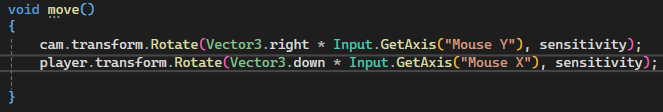 void move()
{
cam.transform.Rotate(Vector3.right * Input.GetAxis("Mouse Y"), sensitivity);
player.transform.Rotate(Vector3.down * Input.GetAxis("Mouse X"), sensitivity);
}